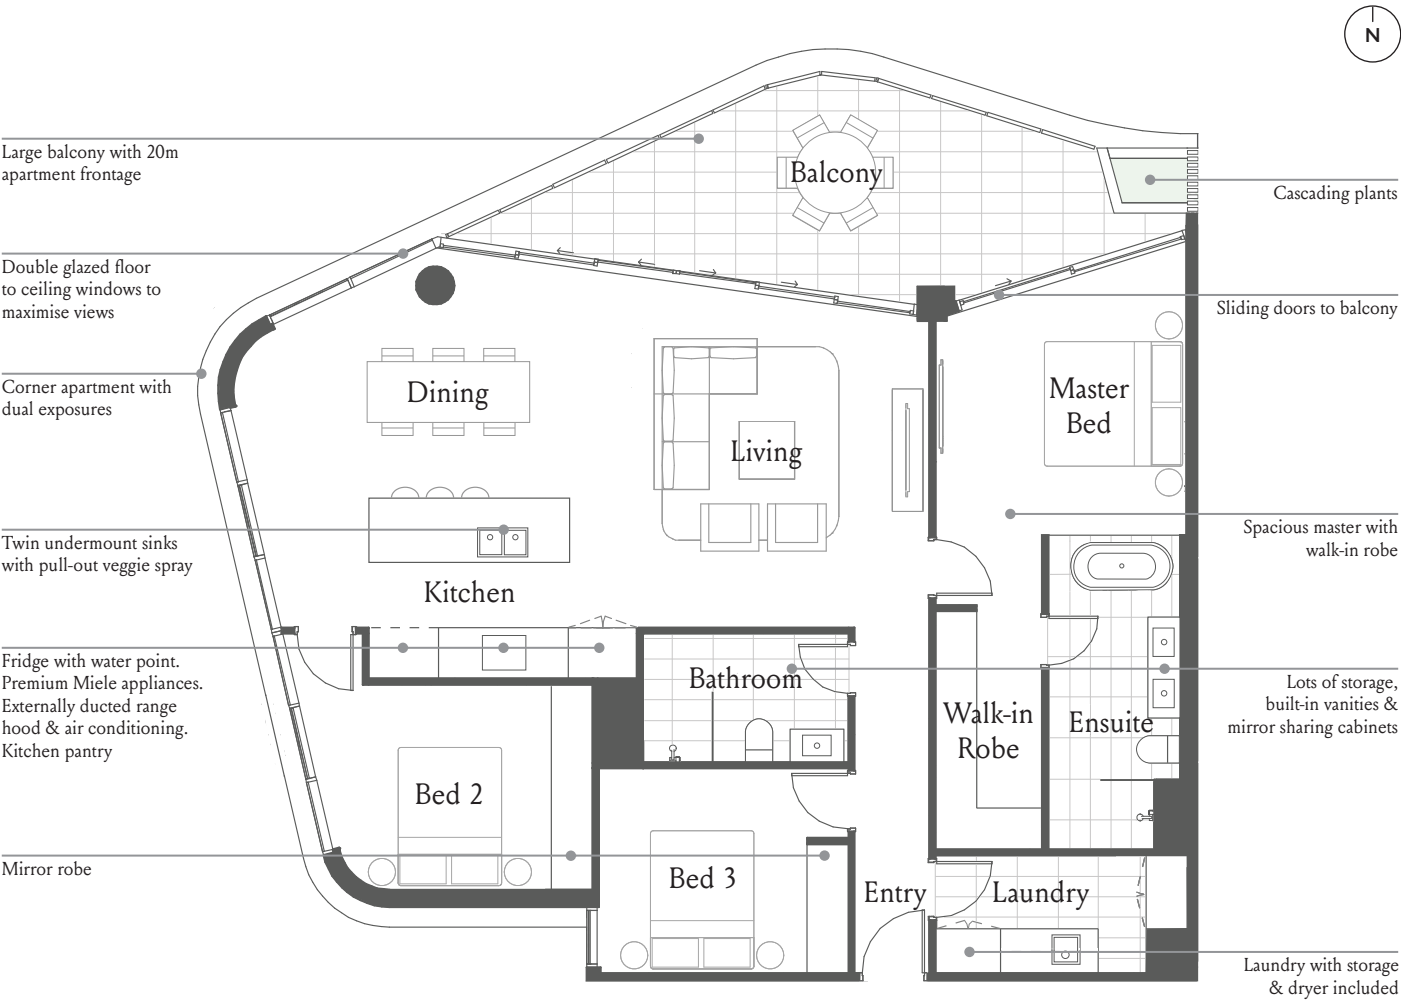 N
Large balcony with 20m
apartment frontage
Balcony
Cascading plants
Double glazed floor
to ceiling windows to
maximise views
Sliding doors to balcony
Corner apartment with
dual exposures
Dining
Living
Master
Bed
Twin undermount sinks
with pull-out veggie spray
Spacious master with
walk-in robe
Kitchen
Fridge with water point.
Premium Miele appliances.
Externally ducted range
hood & air conditioning.
Kitchen pantry
Bathroom
Walk-in
Robe
Ensuite
Lots of storage,
built-in vanities &
mirror sharing cabinets
Bed 2
Mirror robe
Bed 3
Entry
Laundry
Laundry with storage
& dryer included